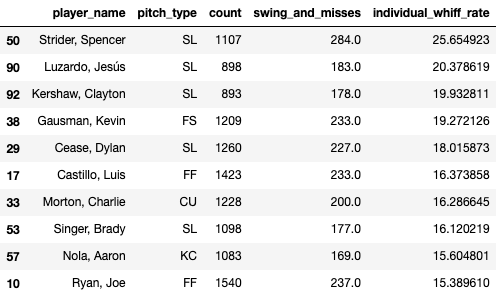 player_name pitch_type count swing_and_misses individual_whiff_rate
50 Strider, Spencer SL 1107 284.0 25.654923
90 Luzardo, Jesús SL 898 183.0 20.378619
92 Kershaw, Clayton SL 893 178.0 19.932811
38 Gausman, Kevin FS 1209 233.0 19.272126
29 Cease, Dylan SL 1260 227.0 18.015873
17 Castillo, Luis FF 1423 233.0 16.373858
33 Morton, Charlie CU 1228 200.0 16.286645
53 Singer, Brady SL 1098 177.0 16.120219
57 Nola, Aaron KC 1083 169.0 15.604801
10 Ryan, Joe FF 1540 237.0 15.389610